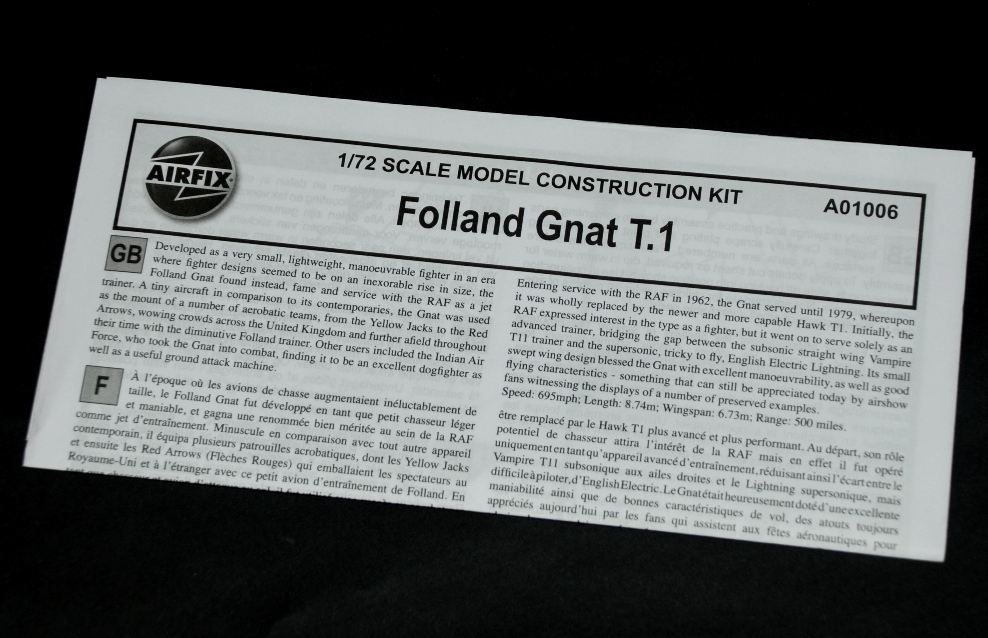 AIRFIX
1/72 SCALE MODEL CONSTRUCTION KIT
A01006
Folland Gnat T.1
GB
Developed as a very small, lightweight, manoeuvrable fighter in an era
where fighter designs seemed to be on an inexorable rise in size, the
Folland Gnat found instead, fame and service with the RAF as a jet
trainer. A tiny aircraft in comparison to its contemporaries, the Gnat was used
as the mount of a number of aerobatic teams, from the Yellow Jacks to the Red
Arrows, wowing crowds across the United Kingdom and further afield throughout
their time with the diminutive Folland trainer. Other users included the Indian Air
Force, who took the Gnat into combat, finding it to be an excellent dogfighter as
well as a useful ground attack machine.
Entering service with the RAF in 1962, the Gnat served until 1979, whereupon
it was wholly replaced by the newer and more capable Hawk T1. Initially, the
RAF expressed interest in the type as a fighter, but it went on to serve solely as an
advanced trainer, bridging the gap between the subsonic straight wing Vampire
T11 trainer and the supersonic, tricky to fly, English Electric Lightning. Its small
swept wing design blessed the Gnat with excellent manoeuvrability, as well as good
flying characteristics - something that can still be appreciated today by airshow
fans witnessing the displays of a number of preserved examples.
Speed: 695mph; Length: 8.74m; Wingspan: 6.73m; Range: 500 miles.
F
À l'époque où les avions de chasse augmentaient inéluctablement de
taille, le Folland Gnat fut développé en tant que petit chasseur léger
et maniable, et gagna une renommée bien méritée au sein de la RAF
comme jet d'entraînement. Minuscule en comparaison avec tout autre appareil
contemporain, il équipa plusieurs patrouilles acrobatiques, dont les Yellow Jacks
et ensuite les Red Arrows (Flèches Rouges) qui emballaient les spectateurs au
Royaume-Uni et à l'étranger avec ce petit avion d'entraînement de Folland. En
être remplacé par le Hawk T1 plus avancé et plus performant. Au départ, son rôle
potentiel de chasseur attira l'intérêt de la RAF mais en effet il fut opéré
uniquement en tant qu'appareil avancé d'entraînement, réduisant ainsi l'écart entre le
Vampire T11 subsonique aux ailes droites et le Lightning supersonique, mais
difficile à piloter, d'English Electric. Le Gnat était heureusement doté d'une excellente
maniabilité ainsi que de bonnes caractéristiques de vol, des atouts toujours
appréciés aujourd'hui par les fans qui assistent aux fêtes aéronautiques pour